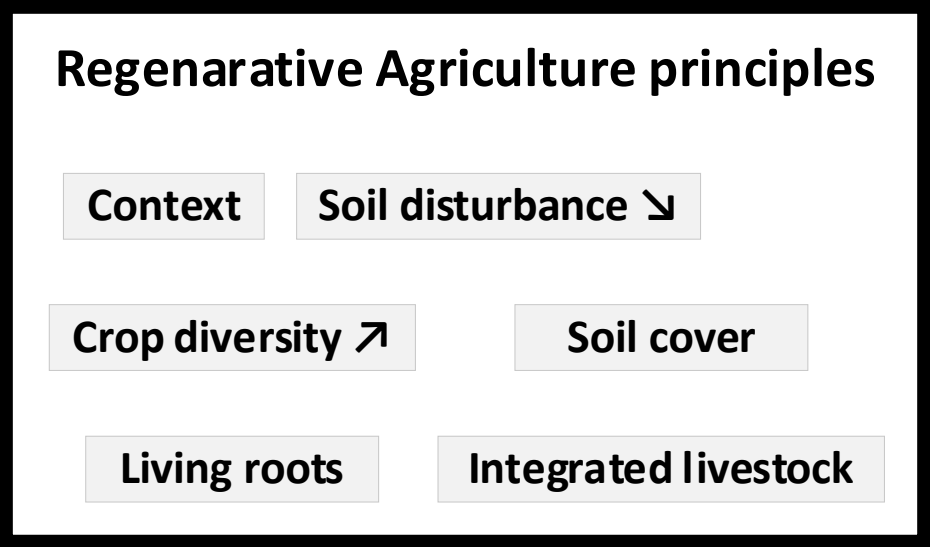 Regenarative Agriculture principles
Context
Soil disturbance ↘
Crop diversity ↗
Soil cover
Living roots
Integrated livestock